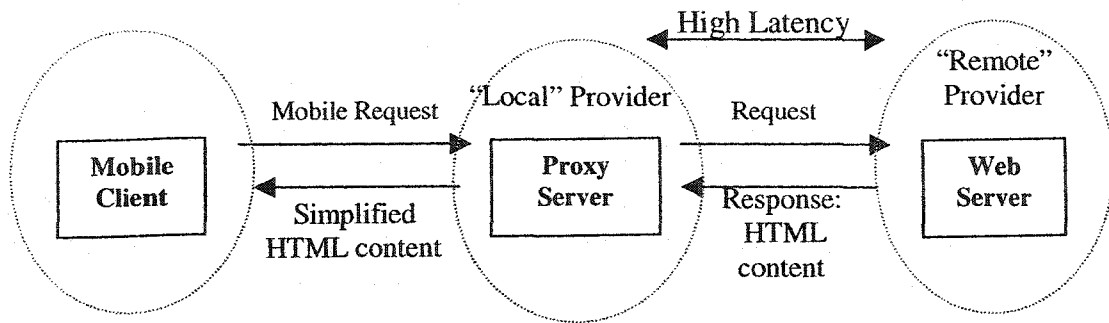 High Latency
"Remote"
Provider
"Local" Provider
Mobile Request
Request
Mobile
Client
Proxy
Server
Web
Server
Simplified
HTML content
Response:
HTML
content